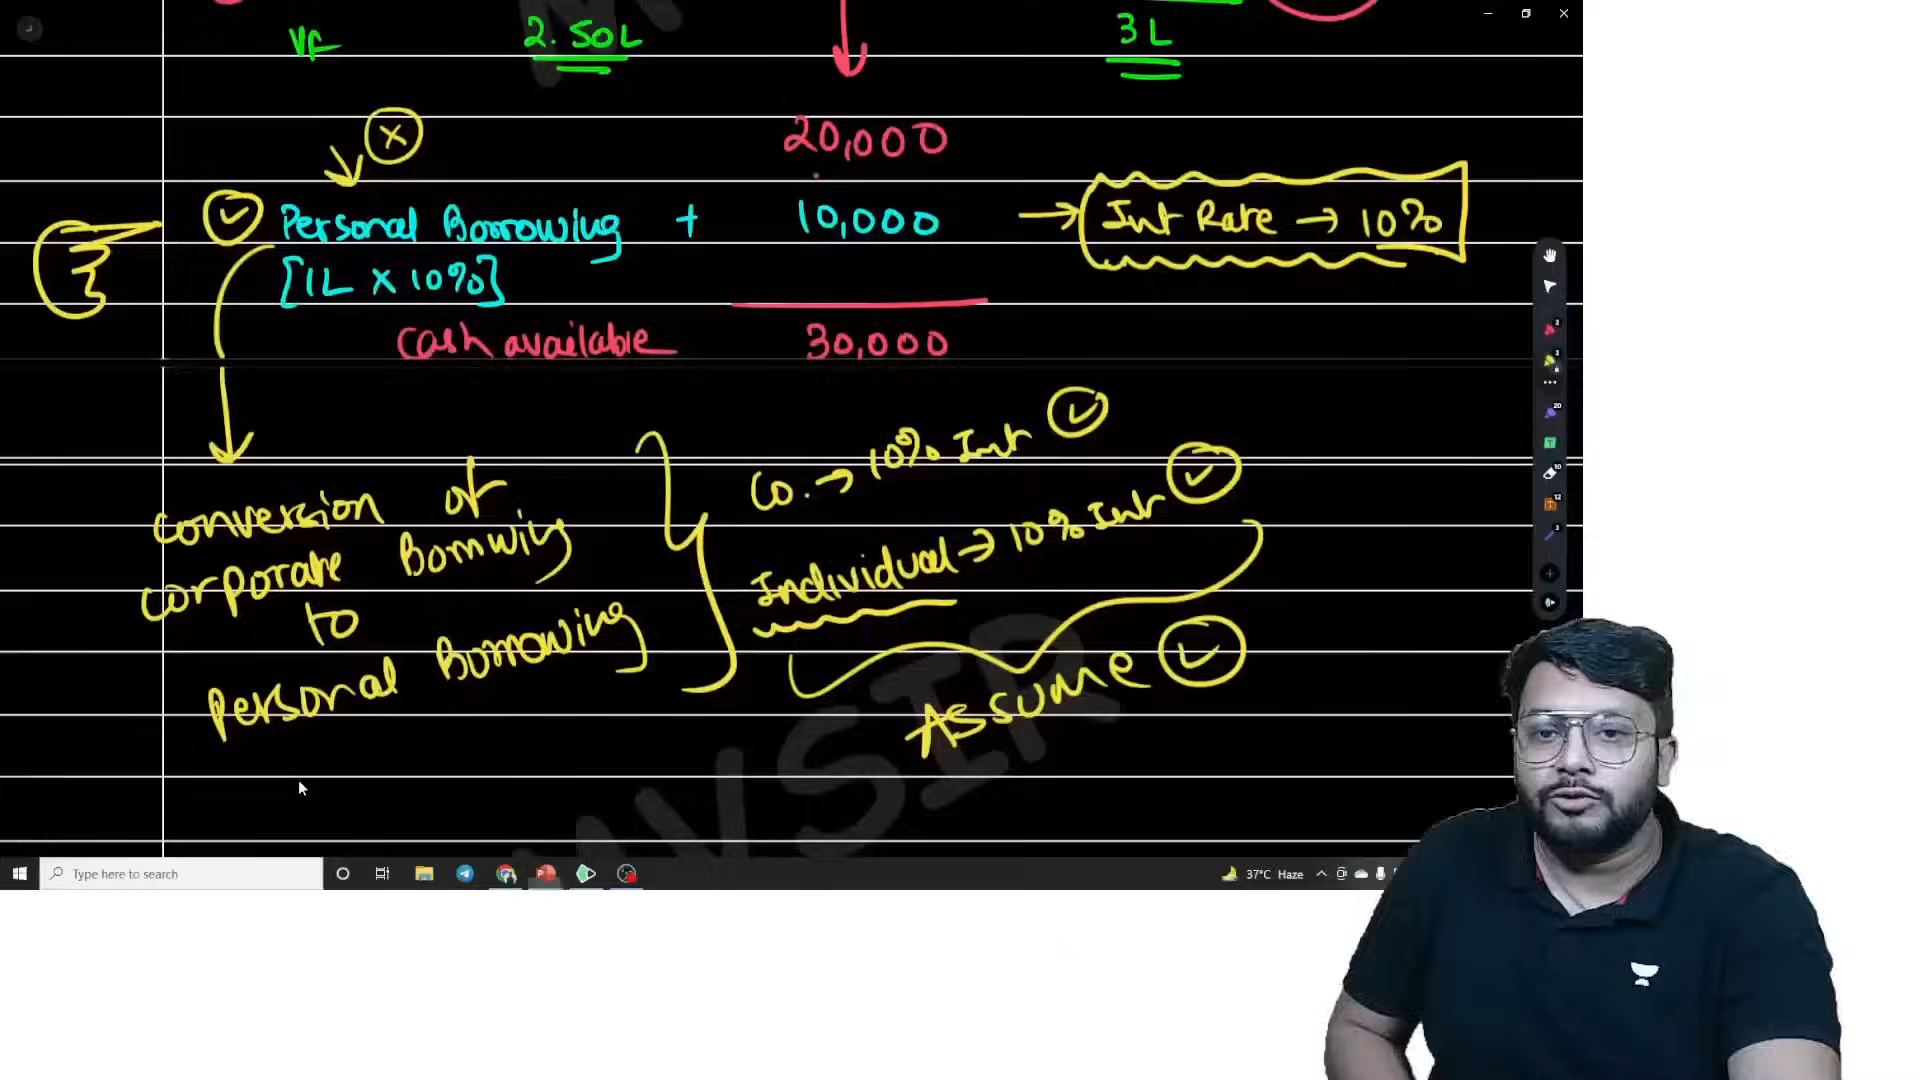 Vf 2.50L 3L
20,000
Personal Borrowing + 10,000 → Int Rate → 10%
[1L x 10%]
Cash available 30,000
Co. → 10% Int
Individual → 10% Int
Assume
Conversion of
corporate Borrwing
to
Personal Borrowing
MVSIR
Type here to search
37°C Haze